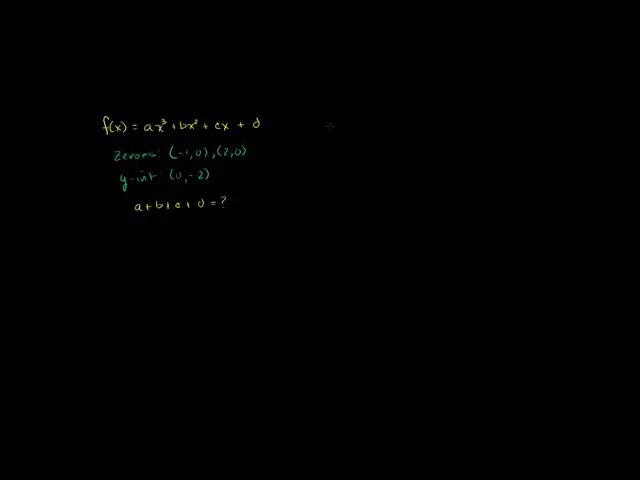 f(x) = ax³ + bx² + cx + d
zeroes: (-1,0),(2,0)
y-int: (0,-2)
a+b+c+d=?